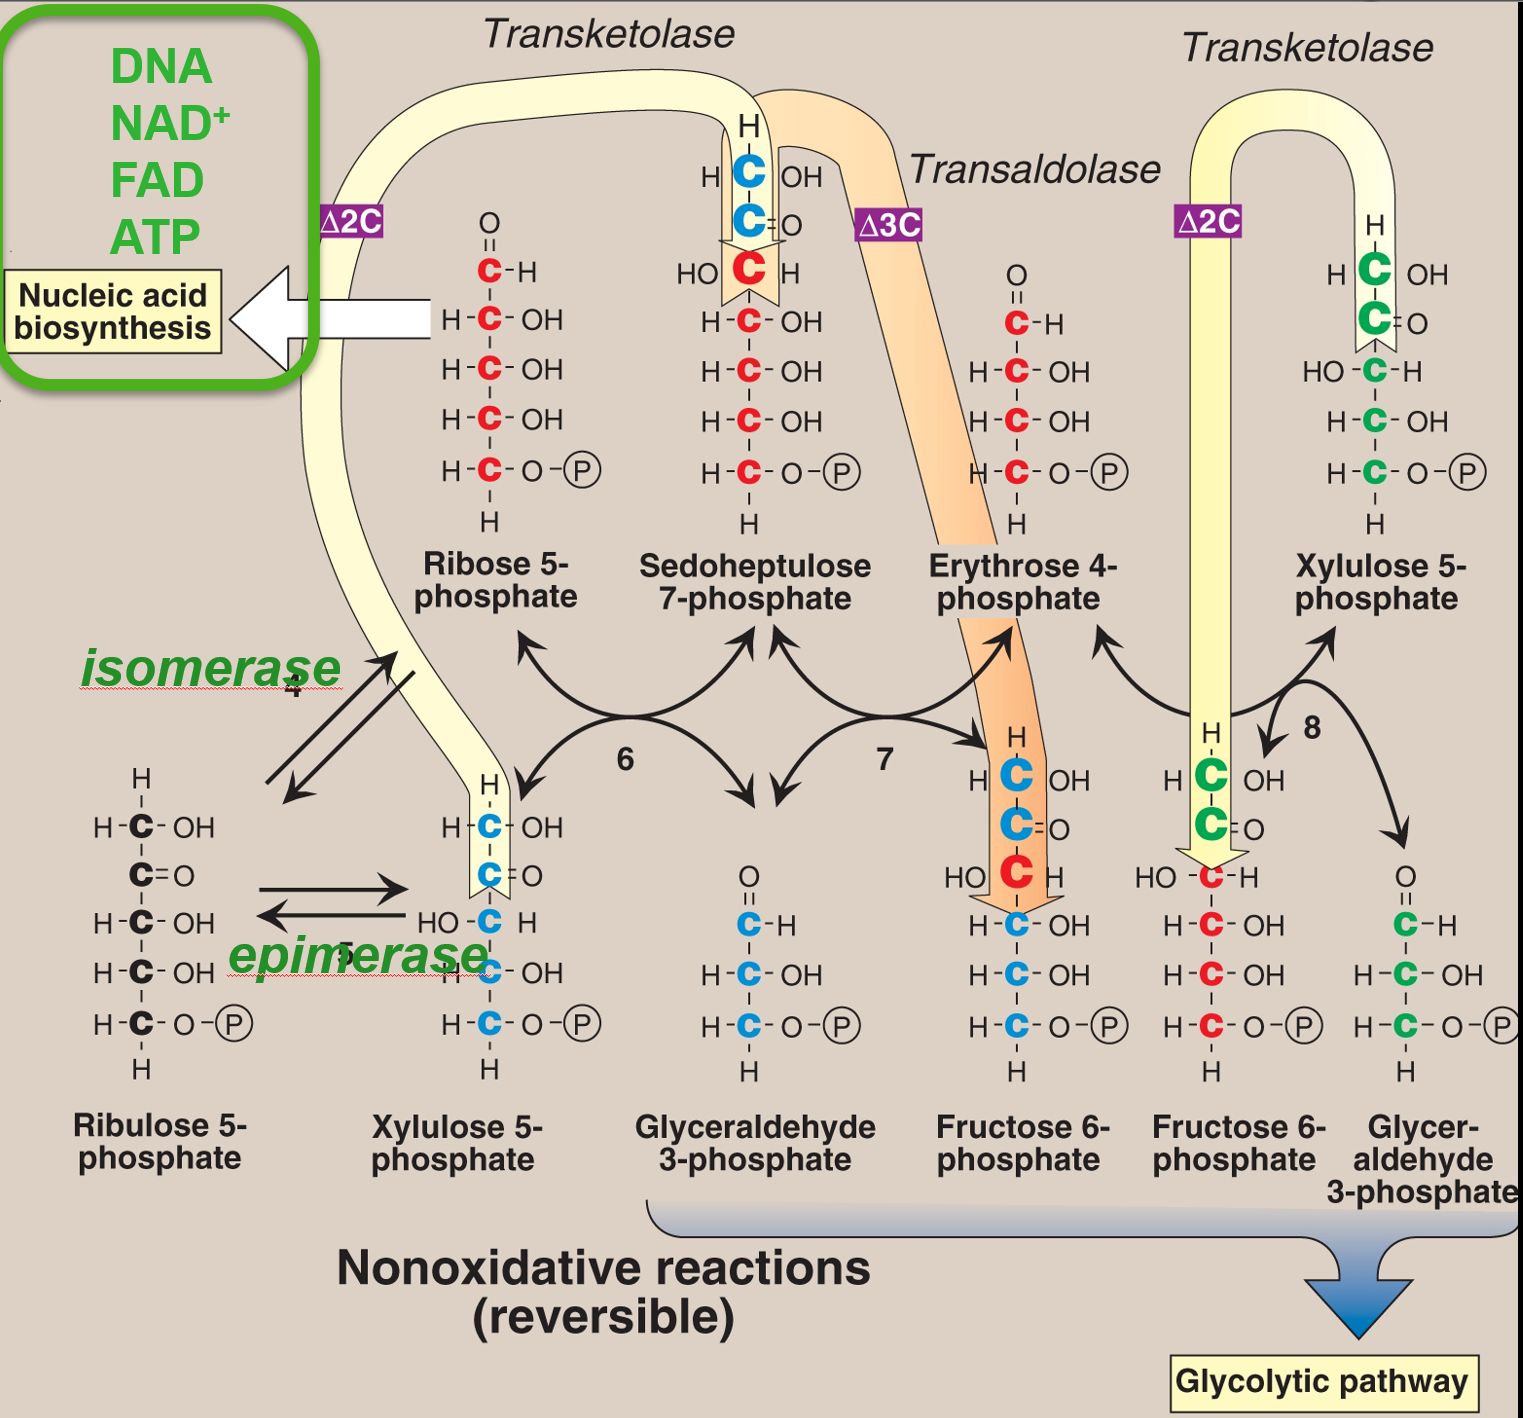 DNA
NAD+
FAD
ATP
Nucleic acid
biosynthesis
Transketolase
Transaldolase
Transketolase
Δ2C
Δ3C
Δ2C
O
C-H
H-C-OH
H-C-OH
H-C-OH
H-C-O-P
H
Ribose 5-
phosphate
H
H C OH
C=O
HO C H
H-C-OH
H-C-OH
H-C-OH
H-C-O-P
H
Sedoheptulose
7-phosphate
O
C-H
H-C-OH
H-C-OH
H-C-O-P
H
Erythrose 4-
phosphate
H
H C OH
C=O
HO-C-H
H-C-OH
H-C-O-P
H
Xylulose 5-
phosphate
isomerase
4
6
7
8
epimerase
5
H
H-C-OH
C=O
H-C-OH
H-C-OH
H-C-O-P
H
Ribulose 5-
phosphate
H
H-C-OH
C=O
HO-C H
H-C-OH
H-C-O-P
H
Xylulose 5-
phosphate
O
C-H
H-C-OH
H-C-O-P
H
Glyceraldehyde
3-phosphate
H
H C OH
C=O
HO C H
H-C-OH
H-C-OH
H-C-O-P
H
Fructose 6-
phosphate
H
H C OH
C=O
HO-C-H
H-C-OH
H-C-OH
H-C-O-P
H
Fructose 6-
phosphate
O
C-H
H-C-OH
H-C-O-P
H
Glycer-
aldehyde
3-phosphate
Nonoxidative reactions
(reversible)
Glycolytic pathway